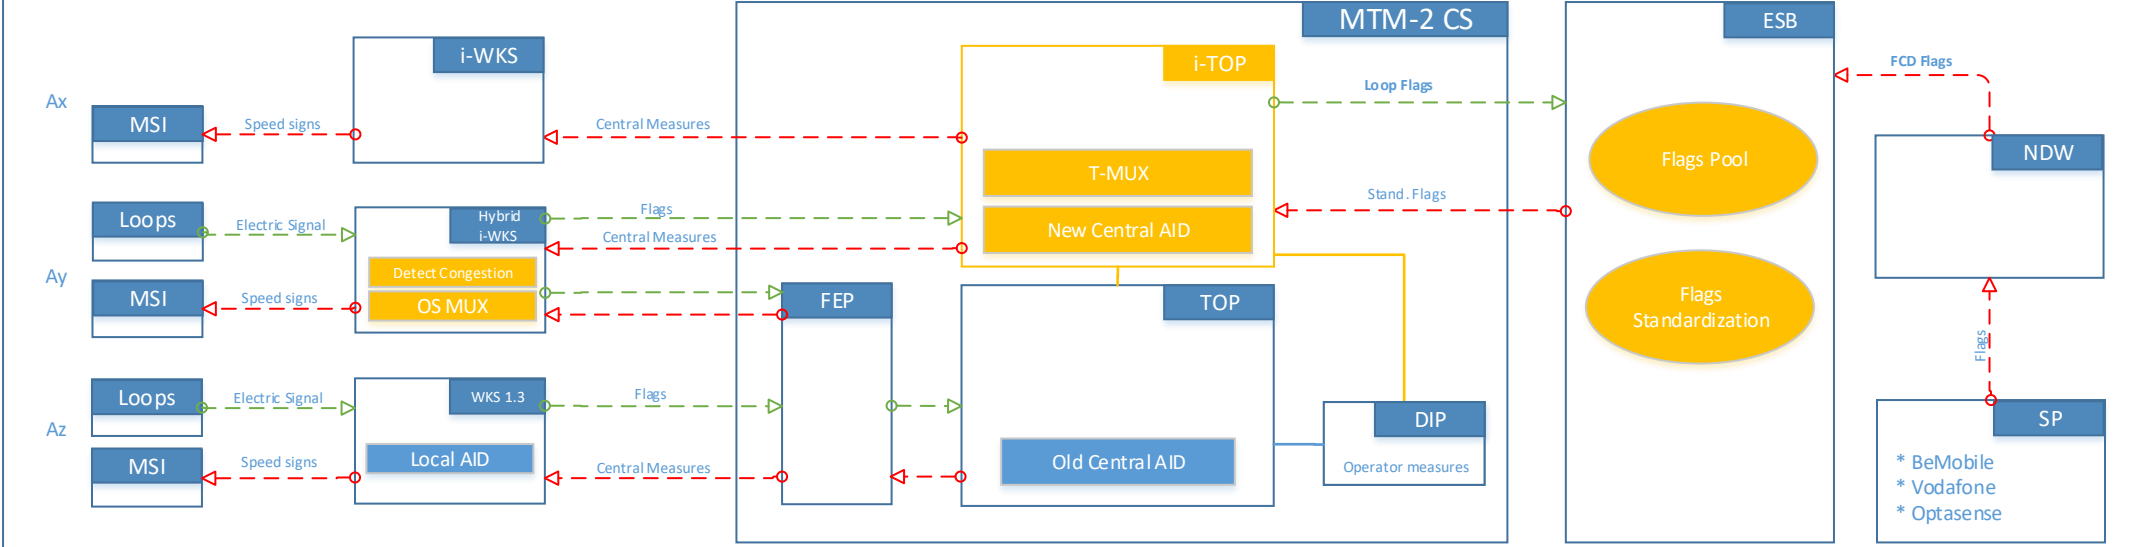 MTM-2 CS
ESB
i-WKS
i-TOP
FCD Flags
Loop Flags
Ax
MSI
Speed signs
Central Measures
T-MUX
Flags Pool
NDW
Stand. Flags
Loops
Electric Signal
Hybrid
i-WKS
Flags
Central Measures
New Central AID
Ay
Detect Congestion
OS MUX
MSI
Speed signs
FEP
TOP
Flags
Standardization
Flags
Loops
Electric Signal
WKS 1.3
Flags
DIP
SP
Az
MSI
Speed signs
Local AID
Central Measures
Old Central AID
Operator measures
* BeMobile
* Vodafone
* Optasense